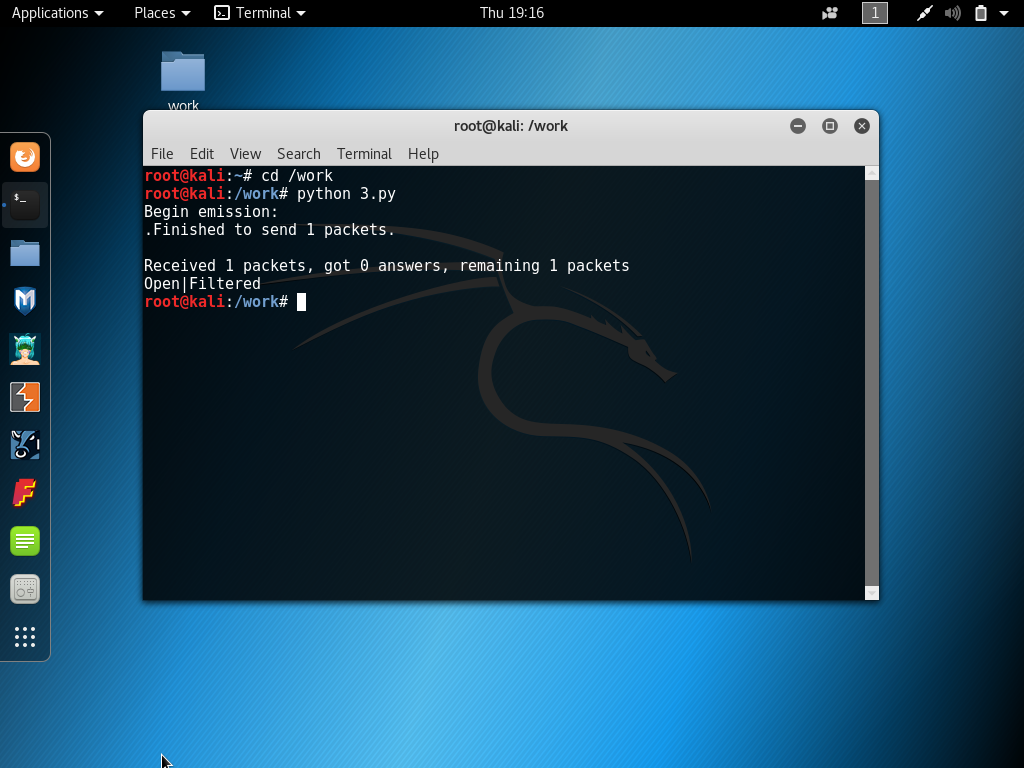 Applications Places Terminal Thu 19:16 1
work
root@kali: /work
File Edit View Search Terminal Help
root@kali:~# cd /work
root@kali:/work# python 3.py
Begin emission:
.Finished to send 1 packets.
Received 1 packets, got 0 answers, remaining 1 packets
Open|Filtered
root@kali:/work#